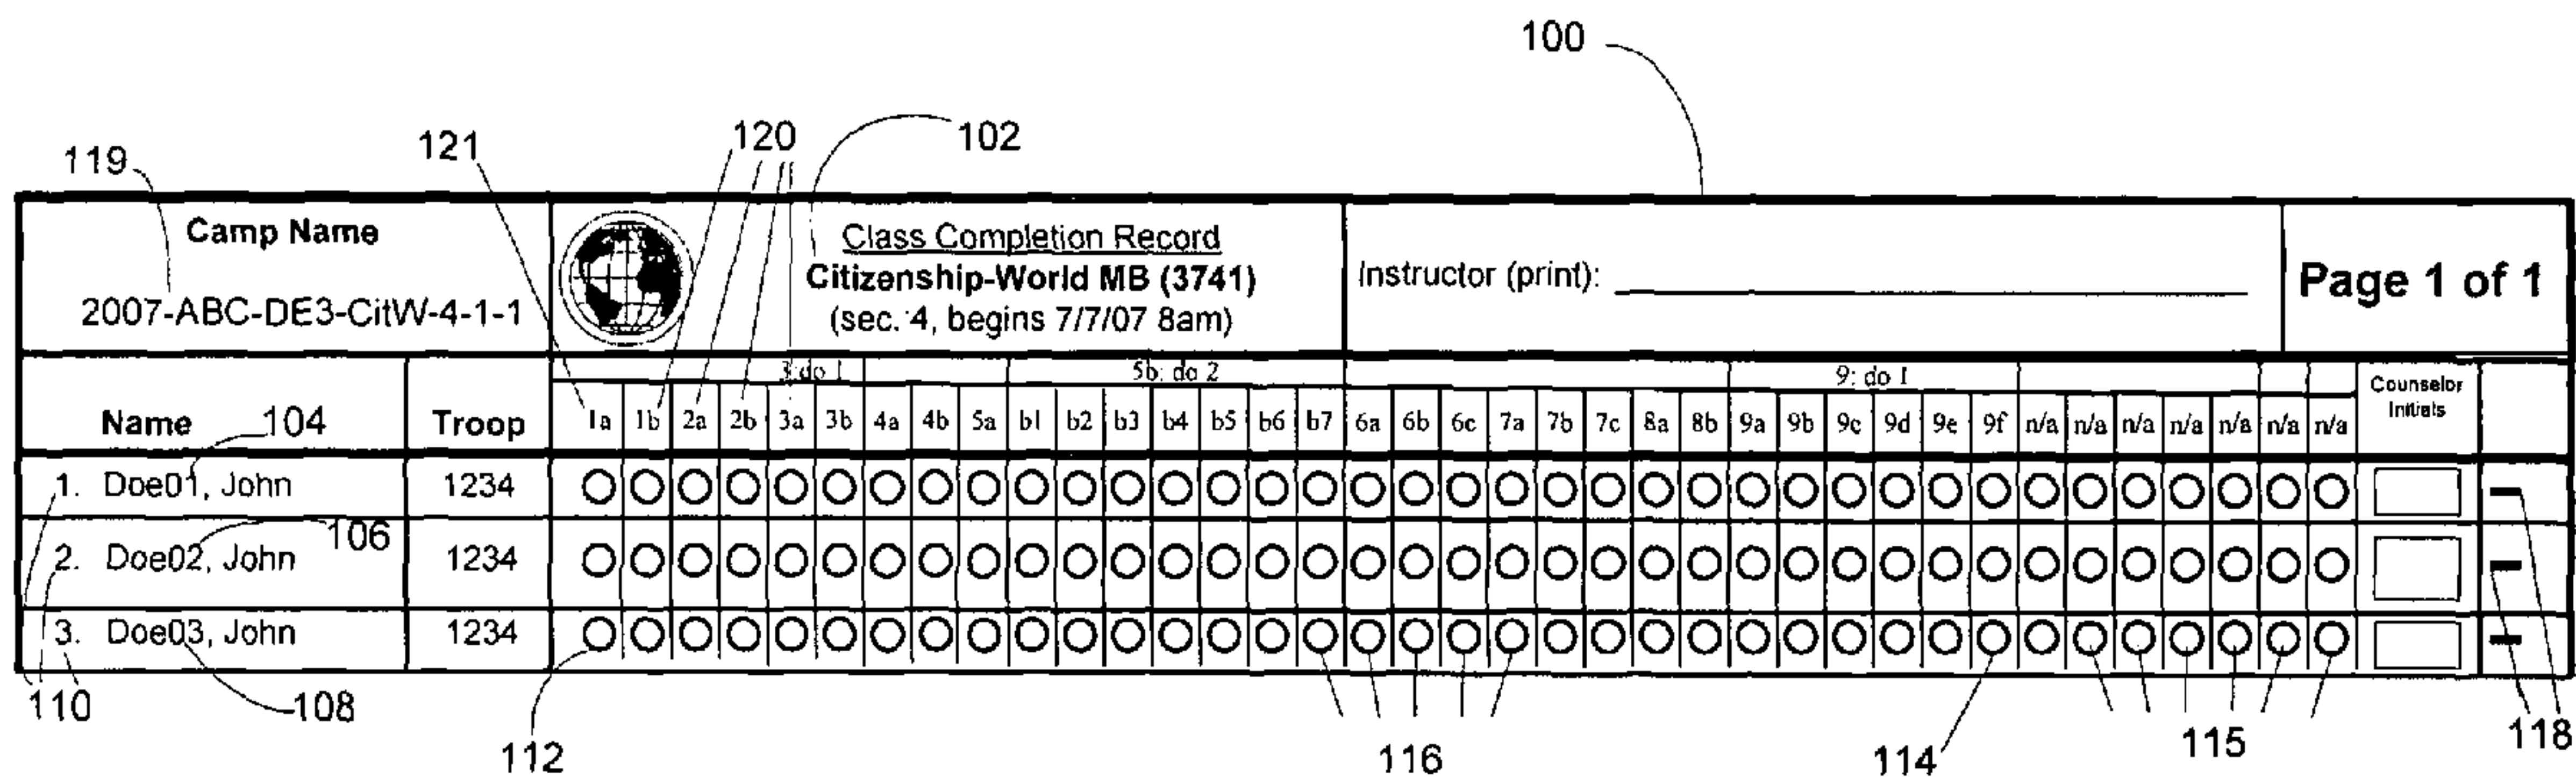 100
119 121 120 102
Camp Name
2007-ABC-DE3-CitW-4-1-1
Class Completion Record
Citizenship-World MB (3741)
(sec. 4, begins 7/7/07 8am)
Instructor (print):
Page 1 of 1
3:do 1 5b: do 2 9: do 1
Name 104 Troop 1a 1b 2a 2b 3a 3b 4a 4b 5a b1 b2 b3 b4 b5 b6 b7 6a 6b 6c 7a 7b 7c 8a 8b 9a 9b 9c 9d 9e 9f n/a n/a n/a n/a n/a n/a n/a
Counselor
Initials
1. Doe01, John 1234
106
2. Doe02, John 1234
3. Doe03, John 1234
110 108 112 116 114 115 118